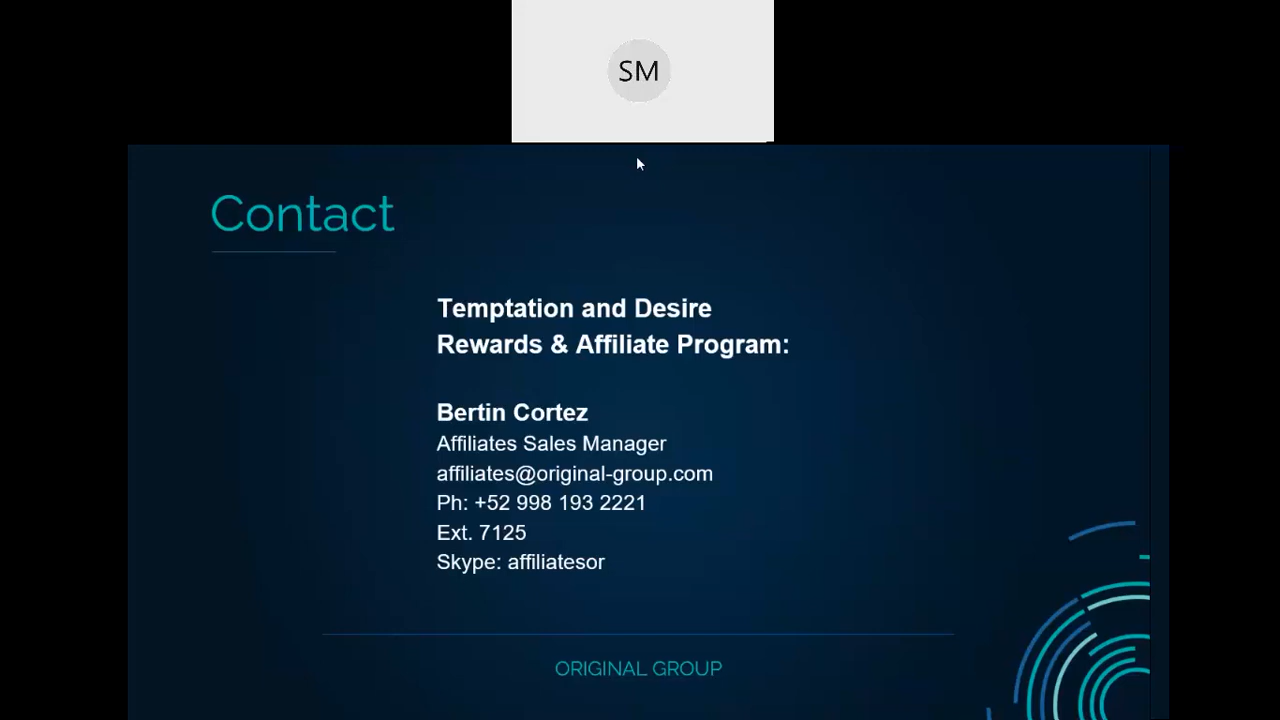 SM
Contact
Temptation and Desire
Rewards & Affiliate Program:
Bertin Cortez
Affiliates Sales Manager
affiliates@original-group.com
Ph: +52 998 193 2221
Ext. 7125
Skype: affiliatesor
ORIGINAL GROUP